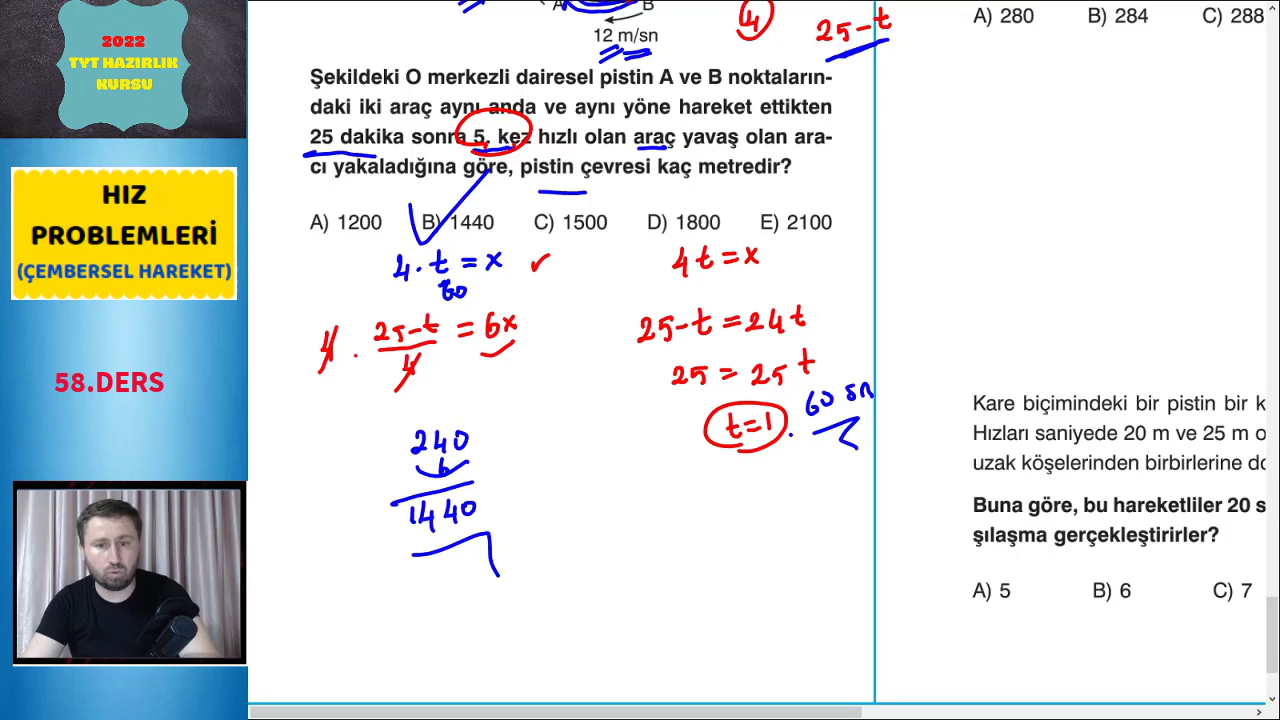 2022
TYT HAZIRLIK
KURSU
HIZ
PROBLEMLERİ
(ÇEMBERSEL HAREKET)
58.DERS
A
B
12 m/sn
4
25-t
Şekildeki O merkezli dairesel pistin A ve B noktaların-
daki iki araç aynı anda ve aynı yöne hareket ettikten
25 dakika sonra 5. kez hızlı olan araç yavaş olan ara-
cı yakaladığına göre, pistin çevresi kaç metredir?
A) 1200 B) 1440 C) 1500 D) 1800 E) 2100
4 . t = x
60
4 . 25-t / 4 = 6x
240
6
1440
4t = x
25-t = 24t
25 = 25t
t=1 . 60 sn
A) 280 B) 284 C) 288
Kare biçimindeki bir pistin bir k
Hızları saniyede 20 m ve 25 m o
uzak köşelerinden birbirlerine do
Buna göre, bu hareketliler 20 s
şılaşma gerçekleştirirler?
A) 5 B) 6 C) 7